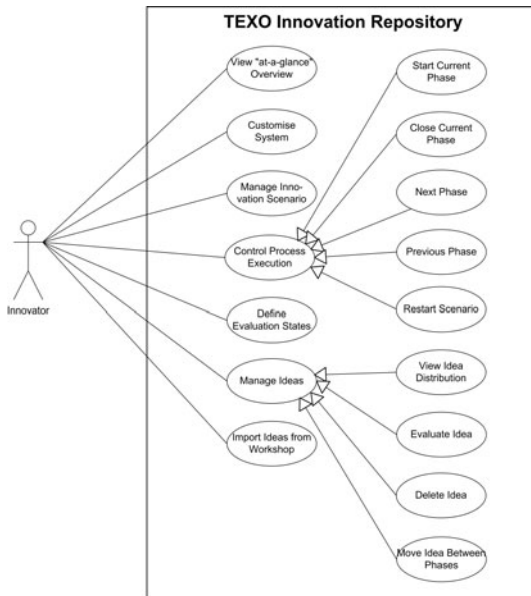 TEXO Innovation Repository
View "at-a-glance"
Overview
Customise
System
Manage Inno-
vation Scenario
Control Process
Execution
Define
Evaluation States
Manage Ideas
Import Ideas from
Workshop
Innovator
Start Current
Phase
Close Current
Phase
Next Phase
Previous Phase
Restart Scenario
View Idea
Distribution
Evaluate Idea
Delete Idea
Move Idea Between
Phases